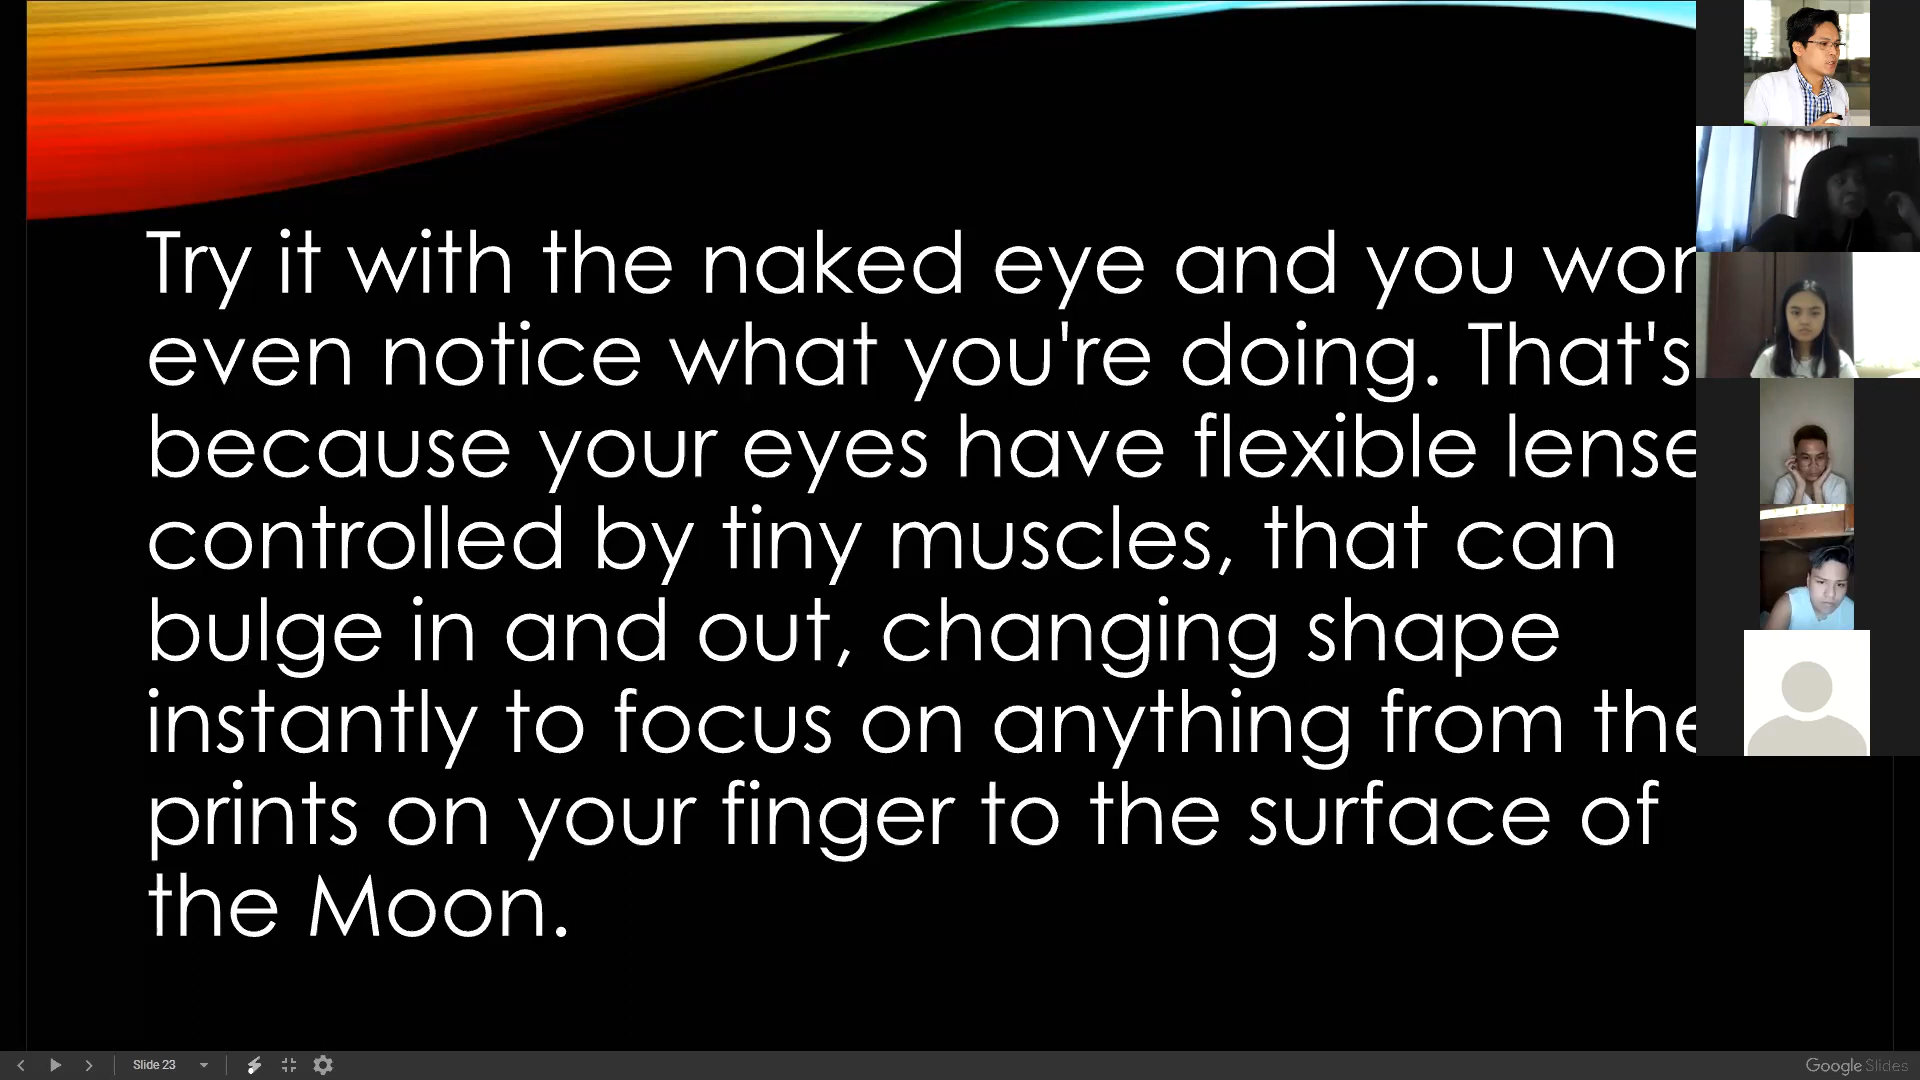 Try it with the naked eye and you
even notice what you're doing. That's
because your eyes have flexible
controlled by tiny muscles, that can
bulge in and out, changing shape
instantly to focus on anything from the
prints on your finger to the surface of
the Moon.
Slide 23
Google Slides